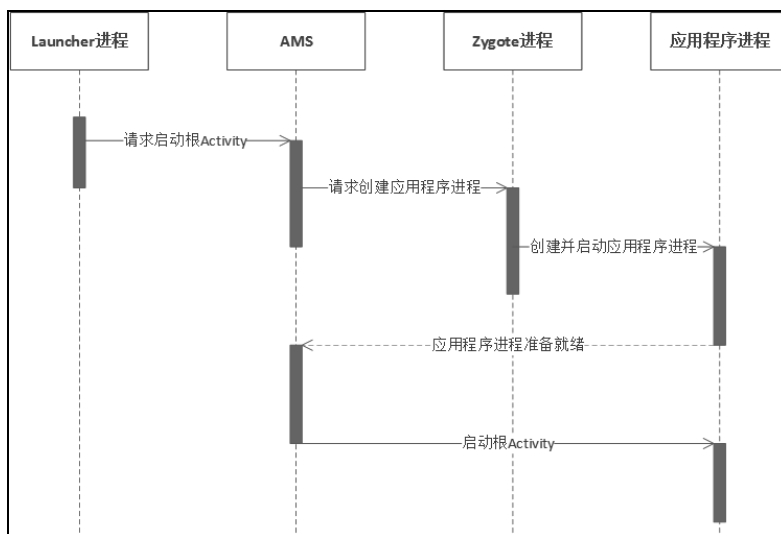 Launcher进程
AMS
Zygote进程
应用程序进程
请求启动根Activity
请求创建应用程序进程
创建并启动应用程序进程
应用程序进程准备就绪
启动根Activity